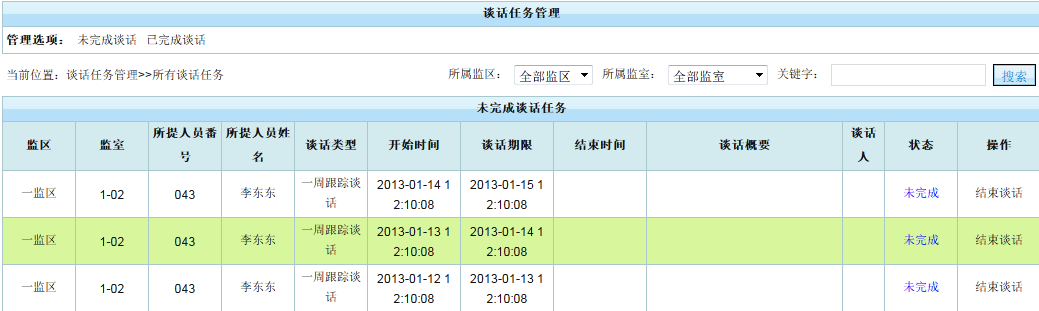 谈话任务管理
管理选项： 未完成谈话 已完成谈话
当前位置：谈话任务管理>>所有谈话任务 所属监区： 全部监区 所属监室： 全部监室 关键字： 搜索
未完成谈话任务
监区 监室 所提人员番号 所提人员姓名 谈话类型 开始时间 谈话期限 结束时间 谈话概要 谈话人 状态 操作
一监区 1-02 043 李东东 一周跟踪谈话 2013-01-14 12:10:08 2013-01-15 12:10:08 未完成 结束谈话
一监区 1-02 043 李东东 一周跟踪谈话 2013-01-13 12:10:08 2013-01-14 12:10:08 未完成 结束谈话
一监区 1-02 043 李东东 一周跟踪谈话 2013-01-12 12:10:08 2013-01-13 12:10:08 未完成 结束谈话